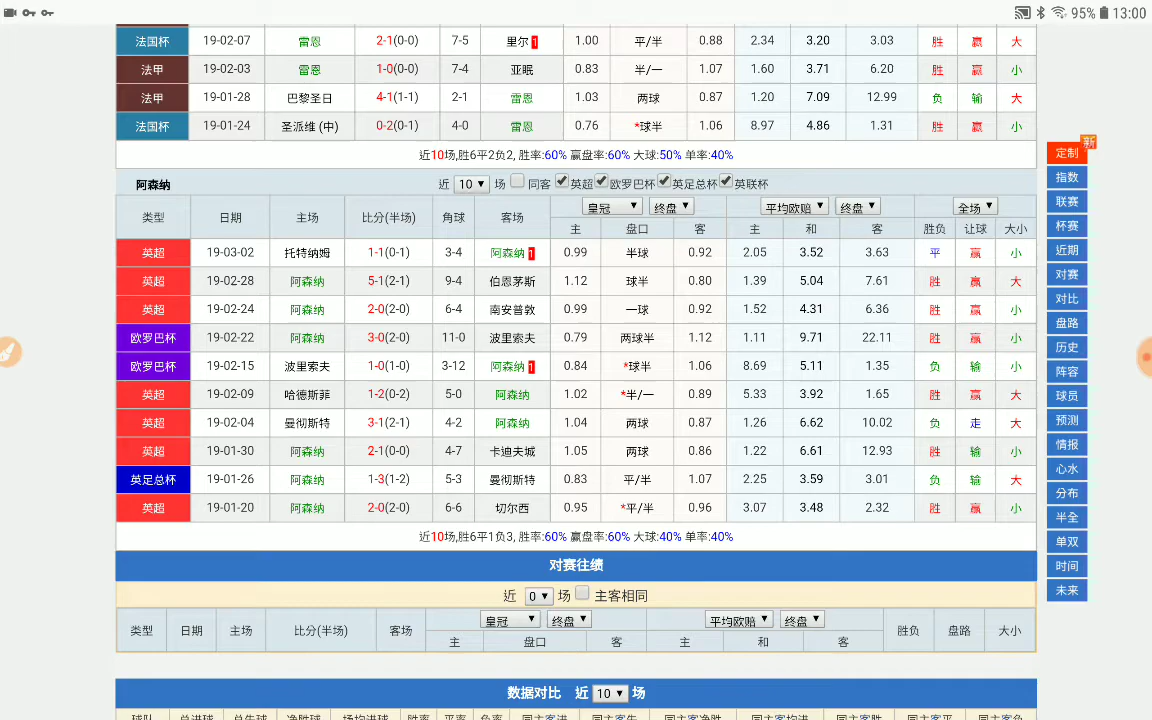 95% 13:00
法国杯 19-02-07 雷恩 2-1(0-0) 7-5 里尔 1 1.00 平/半 0.88 2.34 3.20 3.03 胜 赢 大
法甲 19-02-03 雷恩 1-0(0-0) 7-4 亚眠 0.83 半/一 1.07 1.60 3.71 6.20 胜 赢 小
法甲 19-01-28 巴黎圣日 4-1(1-1) 2-1 雷恩 1.03 两球 0.87 1.20 7.09 12.99 负 输 大
法国杯 19-01-24 圣派维 (中) 0-2(0-1) 4-0 雷恩 0.76 *球半 1.06 8.97 4.86 1.31 胜 赢 小
近10场,胜6平2负2, 胜率:60% 赢盘率:60% 大球:50% 单率:40%
阿森纳 近 10 场 同客 英超 欧罗巴杯 英足总杯 英联杯
类型 日期 主场 比分(半场) 角球 客场 皇冠 终盘 平均欧赔 终盘 全场
主 盘口 客 主 和 客 胜负 让球 大小
英超 19-03-02 托特纳姆 1-1(0-1) 3-4 阿森纳 1 0.99 半球 0.92 2.05 3.52 3.63 平 赢 小
英超 19-02-28 阿森纳 5-1(2-1) 9-4 伯恩茅斯 1.12 球半 0.80 1.39 5.04 7.61 胜 赢 大
英超 19-02-24 阿森纳 2-0(2-0) 6-4 南安普敦 0.99 一球 0.92 1.52 4.31 6.36 胜 赢 小
欧罗巴杯 19-02-22 阿森纳 3-0(2-0) 11-0 波里索夫 0.79 两球半 1.12 1.11 9.71 22.11 胜 赢 小
欧罗巴杯 19-02-15 波里索夫 1-0(1-0) 3-12 阿森纳 1 0.84 *球半 1.06 8.69 5.11 1.35 负 输 小
英超 19-02-09 哈德斯菲 1-2(0-2) 5-0 阿森纳 1.02 *半/一 0.89 5.33 3.92 1.65 胜 赢 大
英超 19-02-04 曼彻斯特 3-1(2-1) 4-2 阿森纳 1.04 两球 0.87 1.26 6.62 10.02 负 走 大
英超 19-01-30 阿森纳 2-1(0-0) 4-7 卡迪夫城 1.05 两球 0.86 1.22 6.61 12.93 胜 输 小
英足总杯 19-01-26 阿森纳 1-3(1-2) 5-3 曼彻斯特 0.83 平/半 1.07 2.25 3.59 3.01 负 输 大
英超 19-01-20 阿森纳 2-0(2-0) 6-6 切尔西 0.95 *平/半 0.96 3.07 3.48 2.32 胜 赢 小
近10场,胜6平1负3, 胜率:60% 赢盘率:60% 大球:40% 单率:40%
对赛往绩
近 0 场 主客相同
类型 日期 主场 比分(半场) 客场 皇冠 终盘 平均欧赔 终盘 胜负 盘路 大小
主 盘口 客 主 和 客
数据对比 近 10 场
新
定制
指数
联赛
杯赛
近期
对赛
对比
盘路
历史
阵容
球员
预测
情报
心水
分布
半全
单双
时间
未来